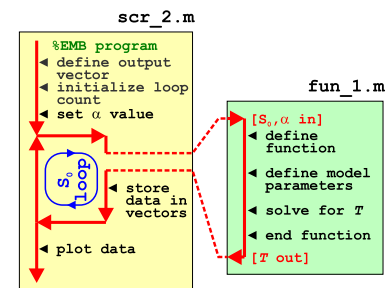 scr_2.m
%EMB program
◄ define output
vector
◄ initialize loop
count
◄ set α value
S₀
loop
◄ store
data in
vectors
◄ plot data
fun_1.m
[S₀,α in]
◄ define
function
◄ define model
parameters
◄ solve for T
◄ end function
[T out]